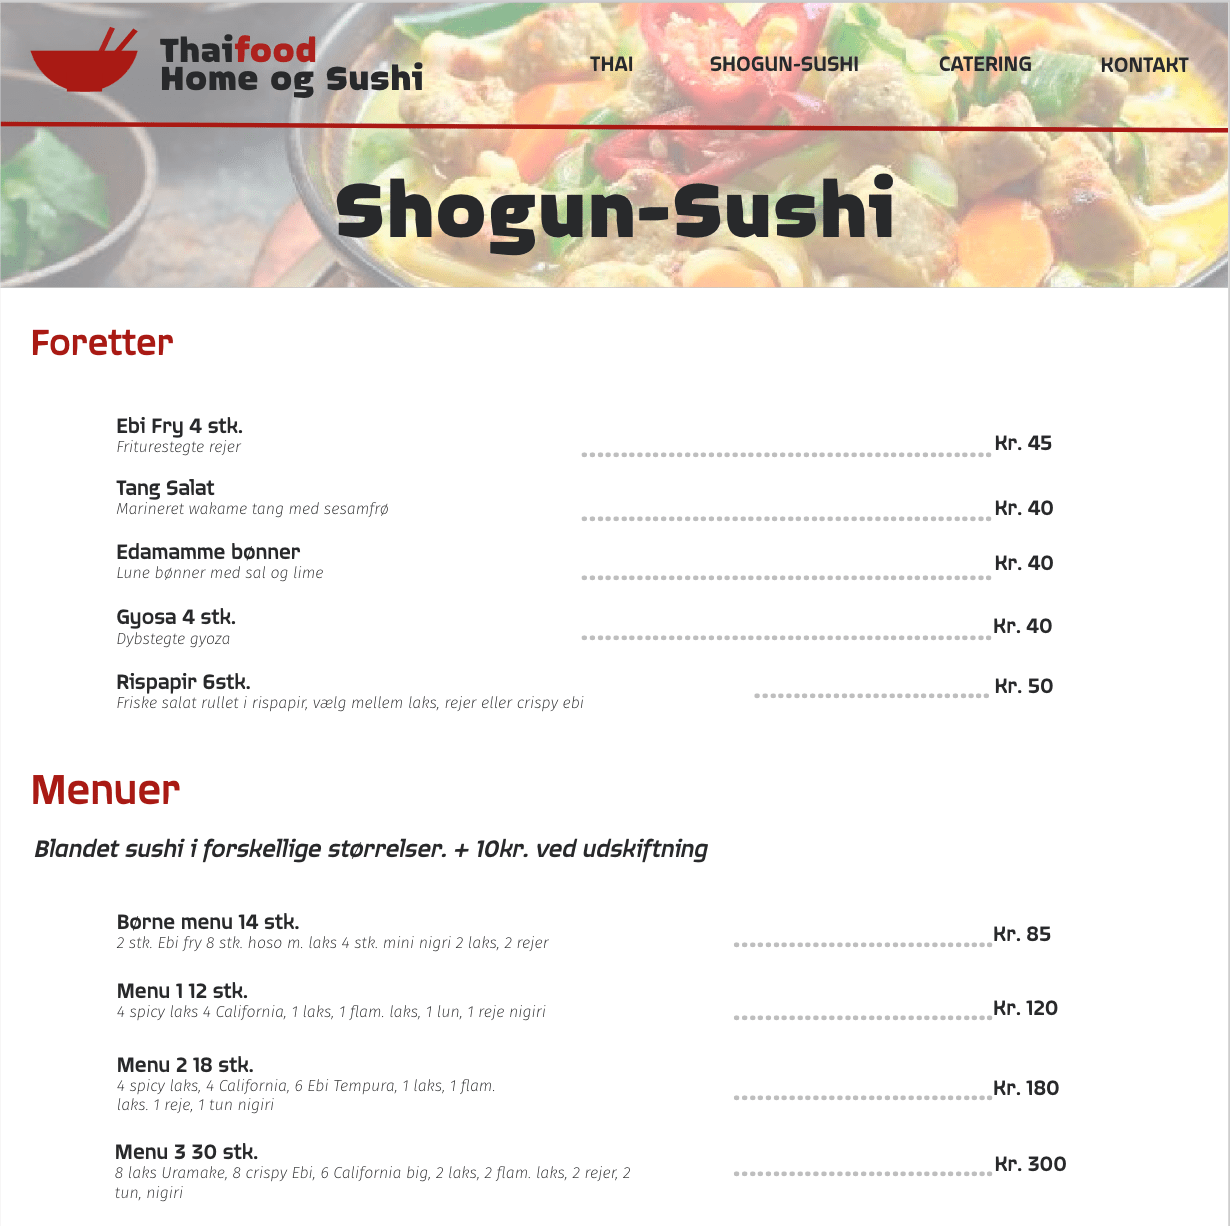 Thaifood
Home og Sushi
THAI
SHOGUN-SUSHI
CATERING
KONTAKT
Shogun-Sushi
Foretter
Ebi Fry 4 stk.
Friturestegte rejer
Kr. 45
Tang Salat
Marineret wakame tang med sesamfrø
Kr. 40
Edamamme bønner
Lune bønner med sal og lime
Kr. 40
Gyosa 4 stk.
Dybstegte gyoza
Kr. 40
Rispapir 6stk.
Friske salat rullet i rispapir, vælg mellem laks, rejer eller crispy ebi
Kr. 50
Menuer
Blandet sushi i forskellige størrelser. + 10kr. ved udskiftning
Børne menu 14 stk.
2 stk. Ebi fry 8 stk. hoso m. laks 4 stk. mini nigri 2 laks, 2 rejer
Kr. 85
Menu 1 12 stk.
4 spicy laks 4 California, 1 laks, 1 flam. laks, 1 lun, 1 reje nigiri
Kr. 120
Menu 2 18 stk.
4 spicy laks, 4 California, 6 Ebi Tempura, 1 laks, 1 flam.
laks. 1 reje, 1 tun nigiri
Kr. 180
Menu 3 30 stk.
8 laks Uramake, 8 crispy Ebi, 6 California big, 2 laks, 2 flam. laks, 2 rejer, 2
tun, nigiri
Kr. 300